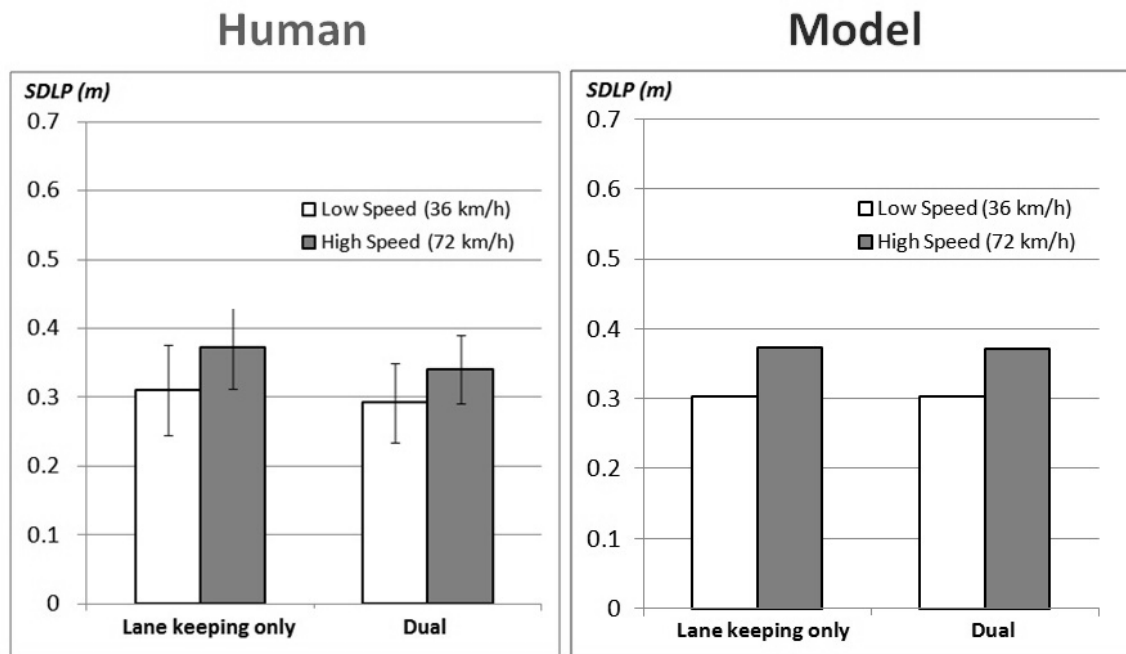 Human
SDLP (m)
0.7
0.6
0.5
0.4
0.3
0.2
0.1
0
Low Speed (36 km/h)
High Speed (72 km/h)
Lane keeping only
Dual
Model
SDLP (m)
0.7
0.6
0.5
0.4
0.3
0.2
0.1
0
Low Speed (36 km/h)
High Speed (72 km/h)
Lane keeping only
Dual